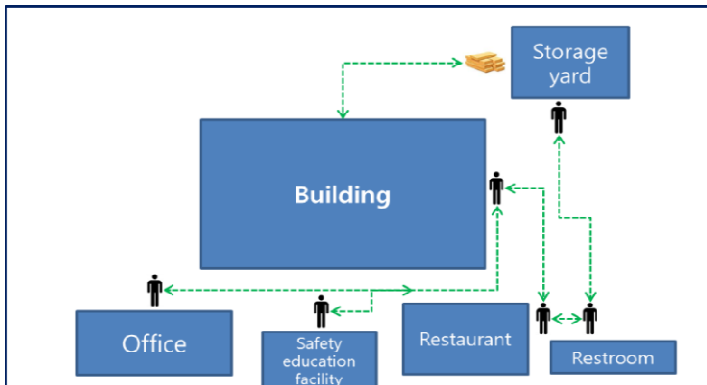 Storage
yard
Building
Office
Safety
education
facility
Restaurant
Restroom